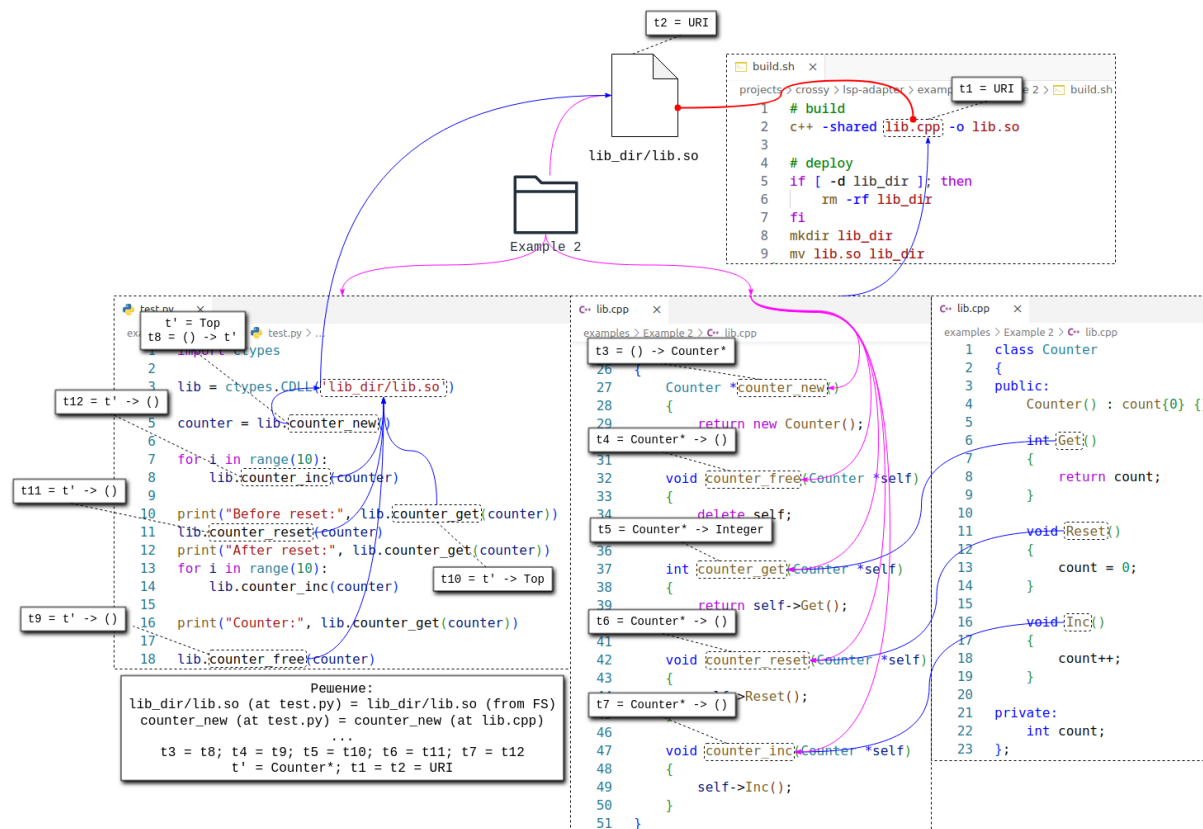 t2 = URI
build.sh ×
t1 = URI
projects > crossy > lsp-adapter > examp e 2 > build.sh
1 # build
2 c++ -shared lib.cpp -o lib.so
3
4 # deploy
5 if [ -d lib_dir ]; then
6 rm -rf lib_dir
7 fi
8 mkdir lib_dir
9 mv lib.so lib_dir
lib_dir/lib.so
Example 2
test.py ×
t' = Top
t8 = () -> t'
test.py > ...
1 import ctypes
2
3 lib = ctypes.CDLL('lib_dir/lib.so')
t12 = t' -> ()
5 counter = lib.counter_new()
7 for i in range(10):
8 lib.counter_inc(counter)
t11 = t' -> ()
9
10 print("Before reset:", lib.counter_get(counter))
11 lib.counter_reset(counter)
12 print("After reset:", lib.counter_get(counter))
13 for i in range(10):
14 lib.counter_inc(counter)
t10 = t' -> Top
15
t9 = t' -> ()
16 print("Counter:", lib.counter_get(counter))
17
18 lib.counter_free(counter)
Решение:
lib_dir/lib.so (at test.py) = lib_dir/lib.so (from FS)
counter_new (at test.py) = counter_new (at lib.cpp)
...
t3 = t8; t4 = t9; t5 = t10; t6 = t11; t7 = t12
t' = Counter*; t1 = t2 = URI
C++ lib.cpp ×
examples > Example 2 > C++ lib.cpp
t3 = () -> Counter*
26 {
27 Counter *counter_new()
28 {
29 return new Counter();
t4 = Counter* -> ()
31
32 void counter_free(Counter *self)
33 {
34 delete self;
t5 = Counter* -> Integer
36
37 int counter_get(Counter *self)
38 {
39 return self->Get();
t6 = Counter* -> ()
41
42 void counter_reset(Counter *self)
43 {
->Reset();
t7 = Counter* -> ()
46
47 void counter_inc(Counter *self)
48 {
49 self->Inc();
50 }
51 }
C++ lib.cpp ×
examples > Example 2 > C++ lib.cpp
1 class Counter
2 {
3 public:
4 Counter() : count{0} {
5
6 int Get()
7 {
8 return count;
9 }
10
11 void Reset()
12 {
13 count = 0;
14 }
15
16 void Inc()
17 {
18 count++;
19 }
20
21 private:
22 int count;
23 };